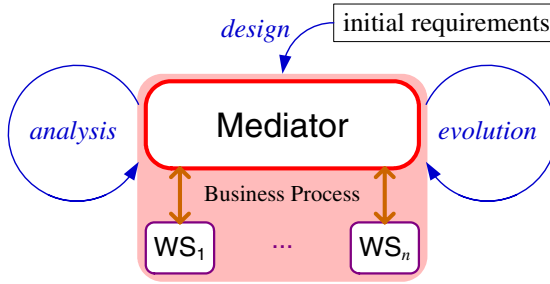 design
initial requirements
analysis
Mediator
evolution
Business Process
WS₁
...
WSₙ